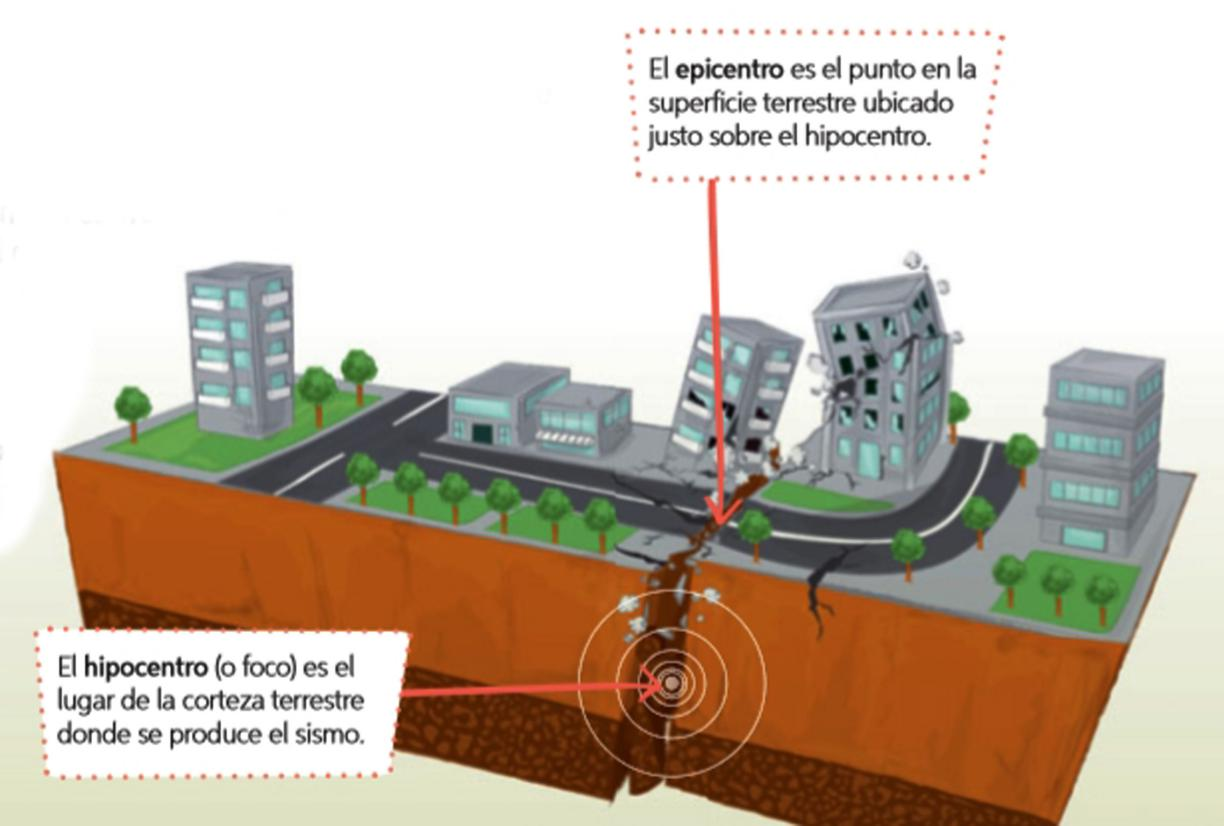 El epicentro es el punto en la
superficie terrestre ubicado
justo sobre el hipocentro.
El hipocentro (o foco) es el
lugar de la corteza terrestre
donde se produce el sismo.